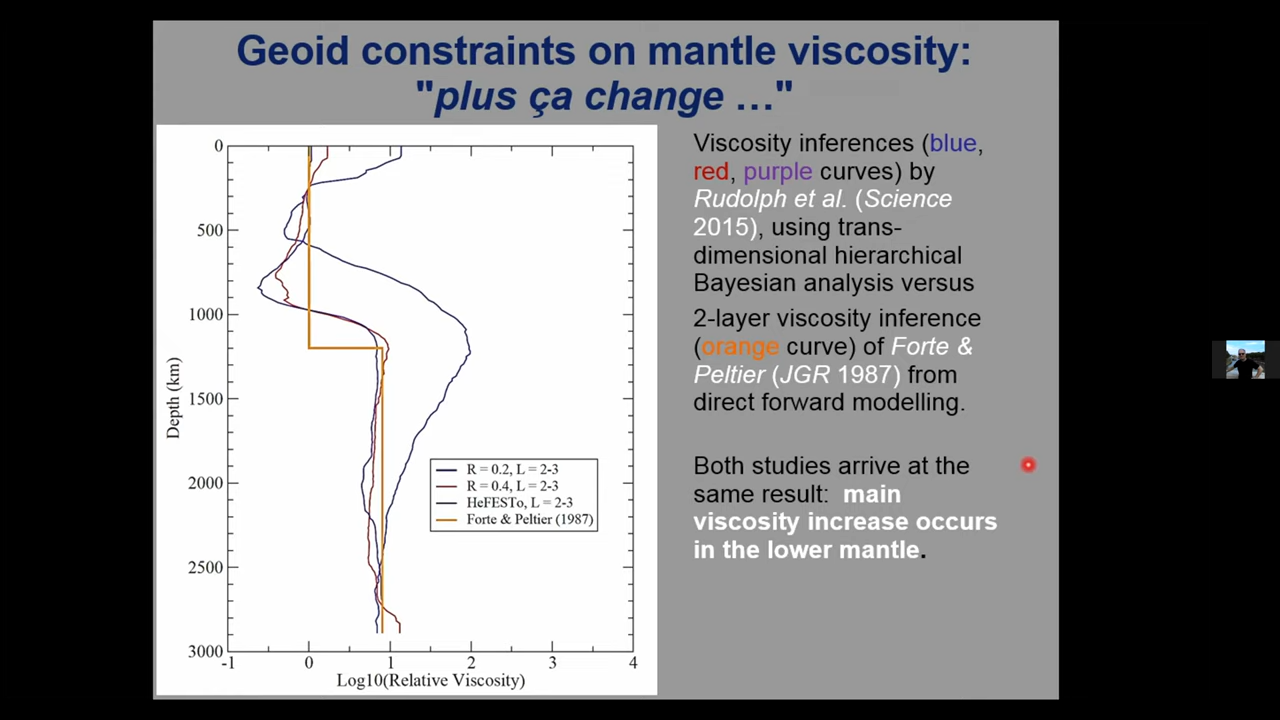 Geoid constraints on mantle viscosity:
"plus ça change …"
0
500
1000
1500
2000
2500
3000
Depth (km)
-1
0
1
2
3
4
Log10(Relative Viscosity)
R = 0.2, L = 2-3
R = 0.4, L = 2-3
HeFESTo, L = 2-3
Forte & Peltier (1987)
Viscosity inferences (blue,
red, purple curves) by
Rudolph et al. (Science
2015), using trans-
dimensional hierarchical
Bayesian analysis versus
2-layer viscosity inference
(orange curve) of Forte &
Peltier (JGR 1987) from
direct forward modelling.
Both studies arrive at the
same result: main
viscosity increase occurs
in the lower mantle.